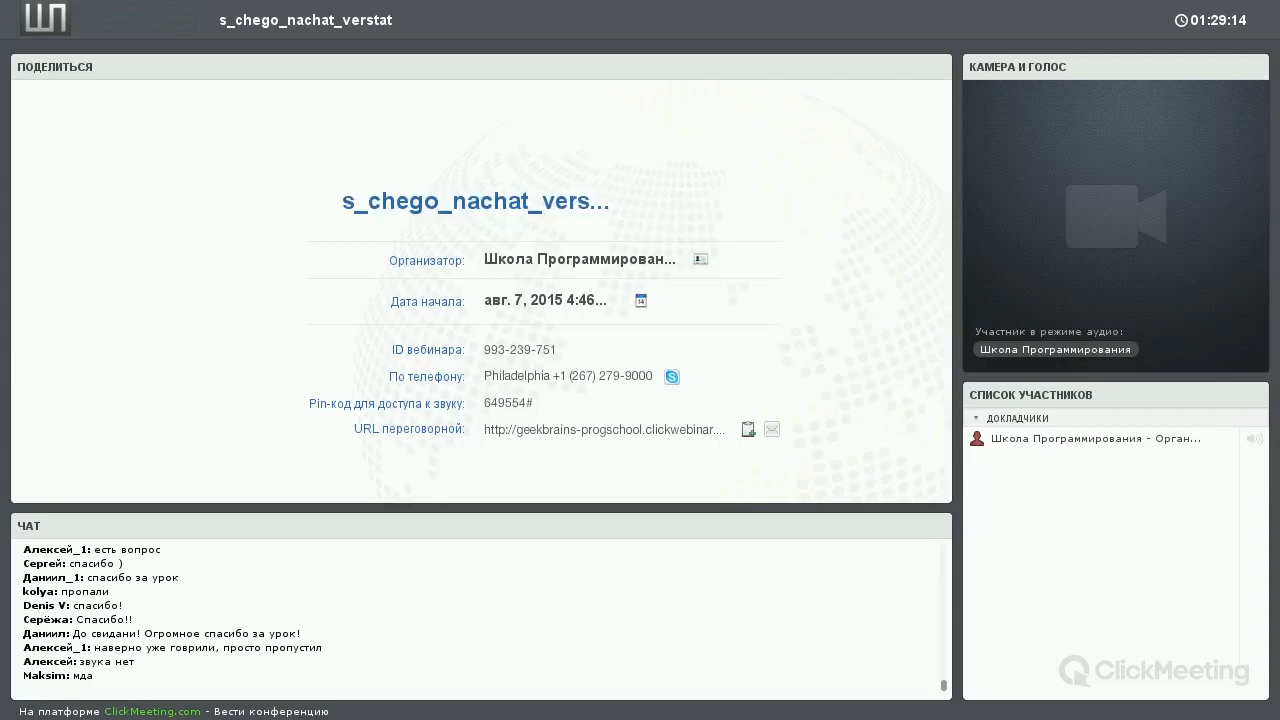 ШП
s_chego_nachat_verstat
01:29:14
ПОДЕЛИТЬСЯ
s_chego_nachat_vers...
Организатор: Школа Программирован...
Дата начала: авг. 7, 2015 4:46...
14
ID вебинара: 993-239-751
По телефону: Philadelphia +1 (267) 279-9000
Pin-код для доступа к звуку: 649554#
URL переговорной: http://geekbrains-progschool.clickwebinar....
КАМЕРА И ГОЛОС
Участник в режиме аудио:
Школа Программирования
СПИСОК УЧАСТНИКОВ
ДОКЛАДЧИКИ
Школа Программирования - Орган...
ClickMeeting
ЧАТ
Алексей_1: есть вопрос
Сергей: спасибо )
Даниил_1: спасибо за урок
kolya: пропали
Denis V: спасибо!
Серёжа: Спасибо!!
Даниил: До свидани! Огромное спасибо за урок!
Алексей_1: наверно уже говрили, просто пропустил
Алексей: звука нет
Maksim: мда
На платформе ClickMeeting.com - Вести конференцию